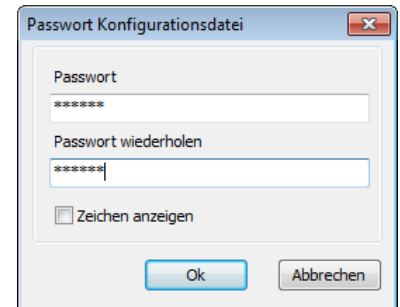 Passwort Konfigurationsdatei
Passwort
******
Passwort wiederholen
******
Zeichen anzeigen
Ok
Abbrechen